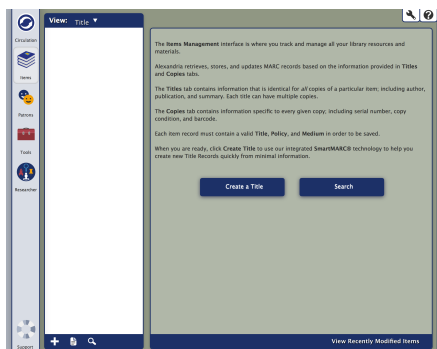 View: Title
Circulation
Items
Patrons
Tools
Researcher
Support
The Items Management interface is where you track and manage all your library resources and
materials.
Alexandria retrieves, stores, and updates MARC records based on the information provided in Titles
and Copies tabs.
The Titles tab contains information that is identical for all copies of a particular item; including author,
publication, and summary. Each title can have multiple copies.
The Copies tab contains information specific to every given copy; including serial number, copy
condition, and barcode.
Each item record must contain a valid Title, Policy, and Medium in order to be saved.
When you are ready, click Create Title to use our integrated SmartMARC® technology to help you
create new Title Records quickly from minimal information.
Create a Title
Search
View Recently Modified Items